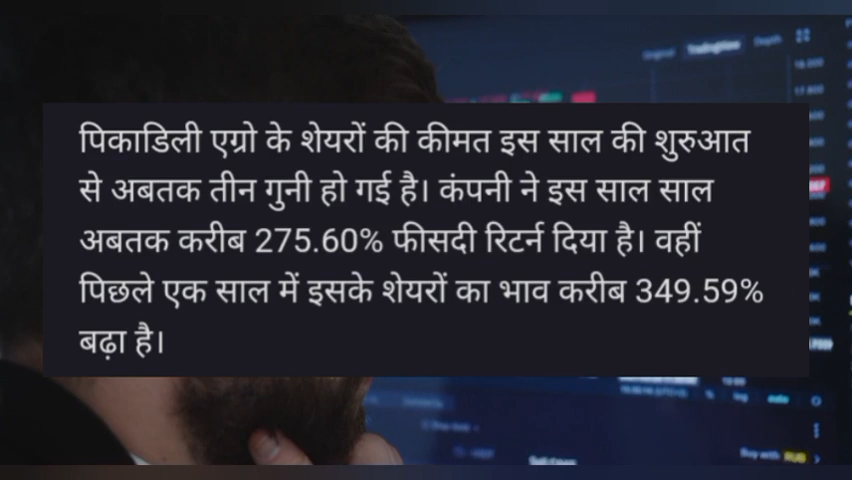 पिकाडिली एग्रो के शेयरों की कीमत इस साल की शुरुआत
से अबतक तीन गुनी हो गई है। कंपनी ने इस साल साल
अबतक करीब 275.60% फीसदी रिटर्न दिया है। वहीं
पिछले एक साल में इसके शेयरों का भाव करीब 349.59%
बढ़ा है।